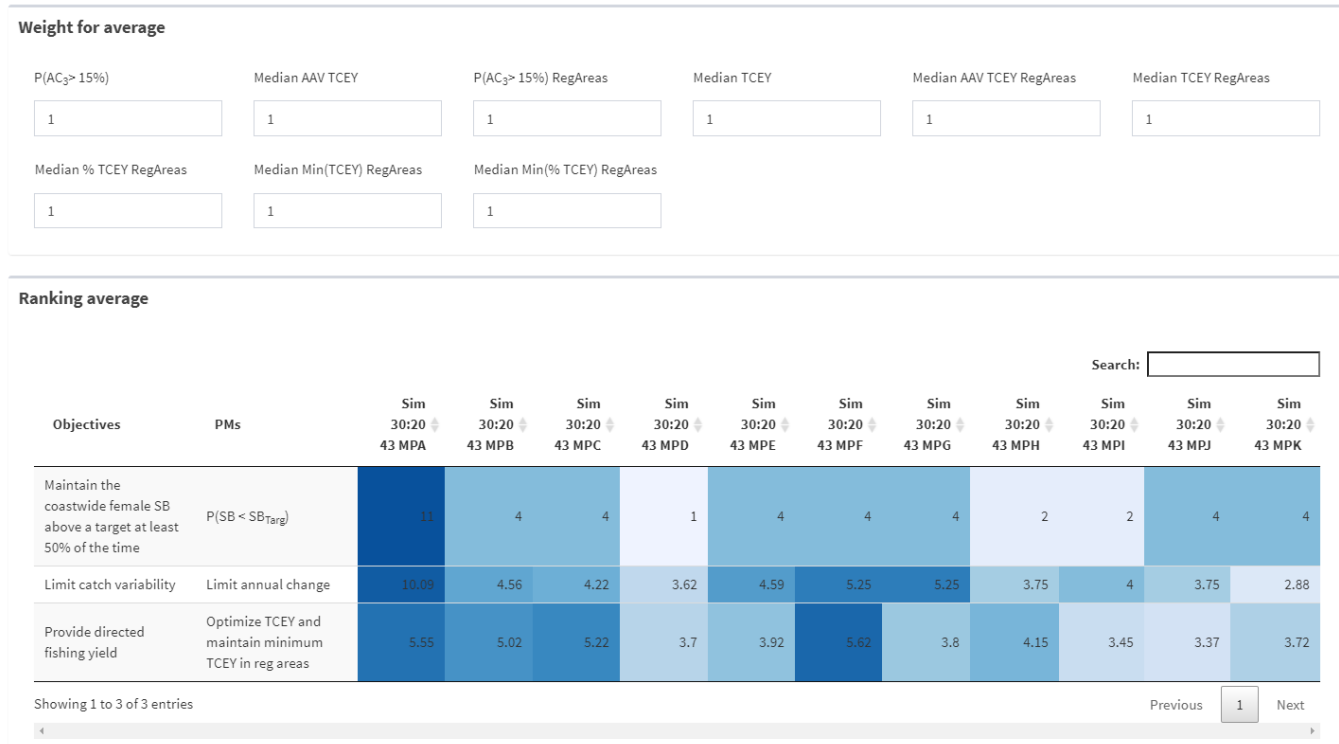 Weight for average
P(AC3> 15%) Median AAV TCEY P(AC3> 15%) RegAreas Median TCEY Median AAV TCEY RegAreas Median TCEY RegAreas
1 1 1 1 1 1
Median % TCEY RegAreas Median Min(TCEY) RegAreas Median Min(% TCEY) RegAreas
1 1 1
Ranking average
Search:
Sim Sim Sim Sim Sim Sim Sim Sim Sim Sim Sim
Objectives PMs 30:20 30:20 30:20 30:20 30:20 30:20 30:20 30:20 30:20 30:20 30:20
43 MPA 43 MPB 43 MPC 43 MPD 43 MPE 43 MPF 43 MPG 43 MPH 43 MPI 43 MPJ 43 MPK
Maintain the
coastwide female SB
above a target at least
50% of the time
P(SB < SBTarg) 11 4 4 1 4 4 4 2 2 4 4
Limit catch variability Limit annual change 10.09 4.56 4.22 3.62 4.59 5.25 5.25 3.75 4 3.75 2.88
Provide directed
fishing yield
Optimize TCEY and
maintain minimum
TCEY in reg areas
5.55 5.02 5.22 3.7 3.92 5.62 3.8 4.15 3.45 3.37 3.72
Showing 1 to 3 of 3 entries
Previous 1 Next